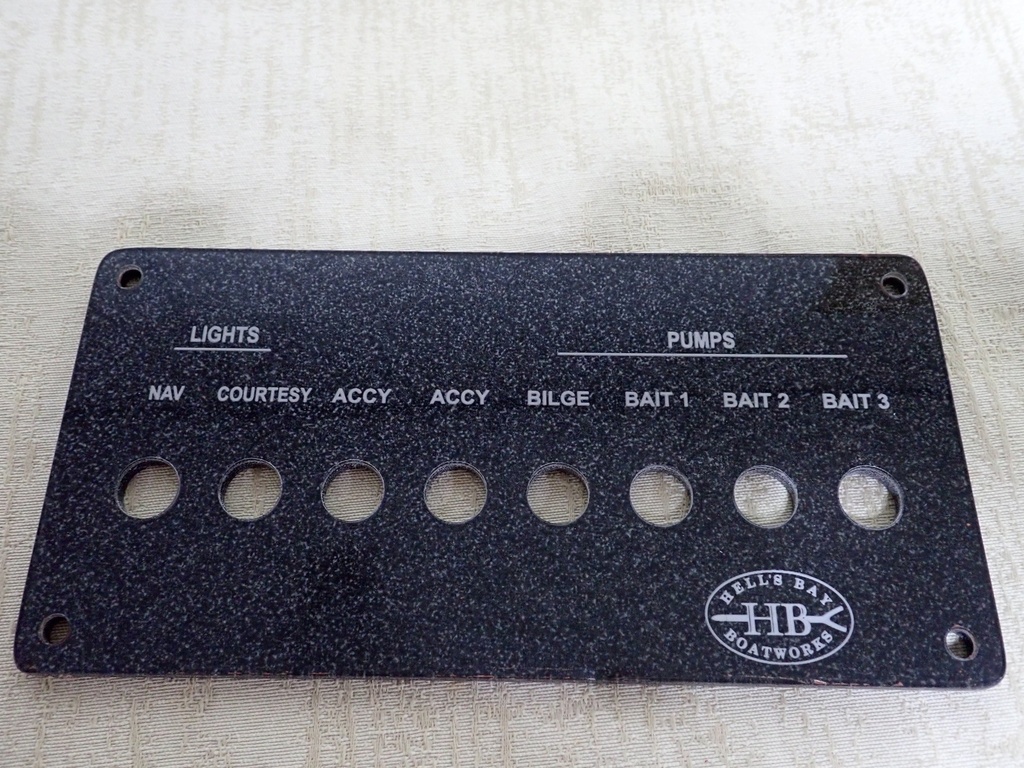 LIGHTS PUMPS
NAV COURTESY ACCY ACCY BILGE BAIT 1 BAIT 2 BAIT 3
HELL'S BAY
HB
BOATWORKS